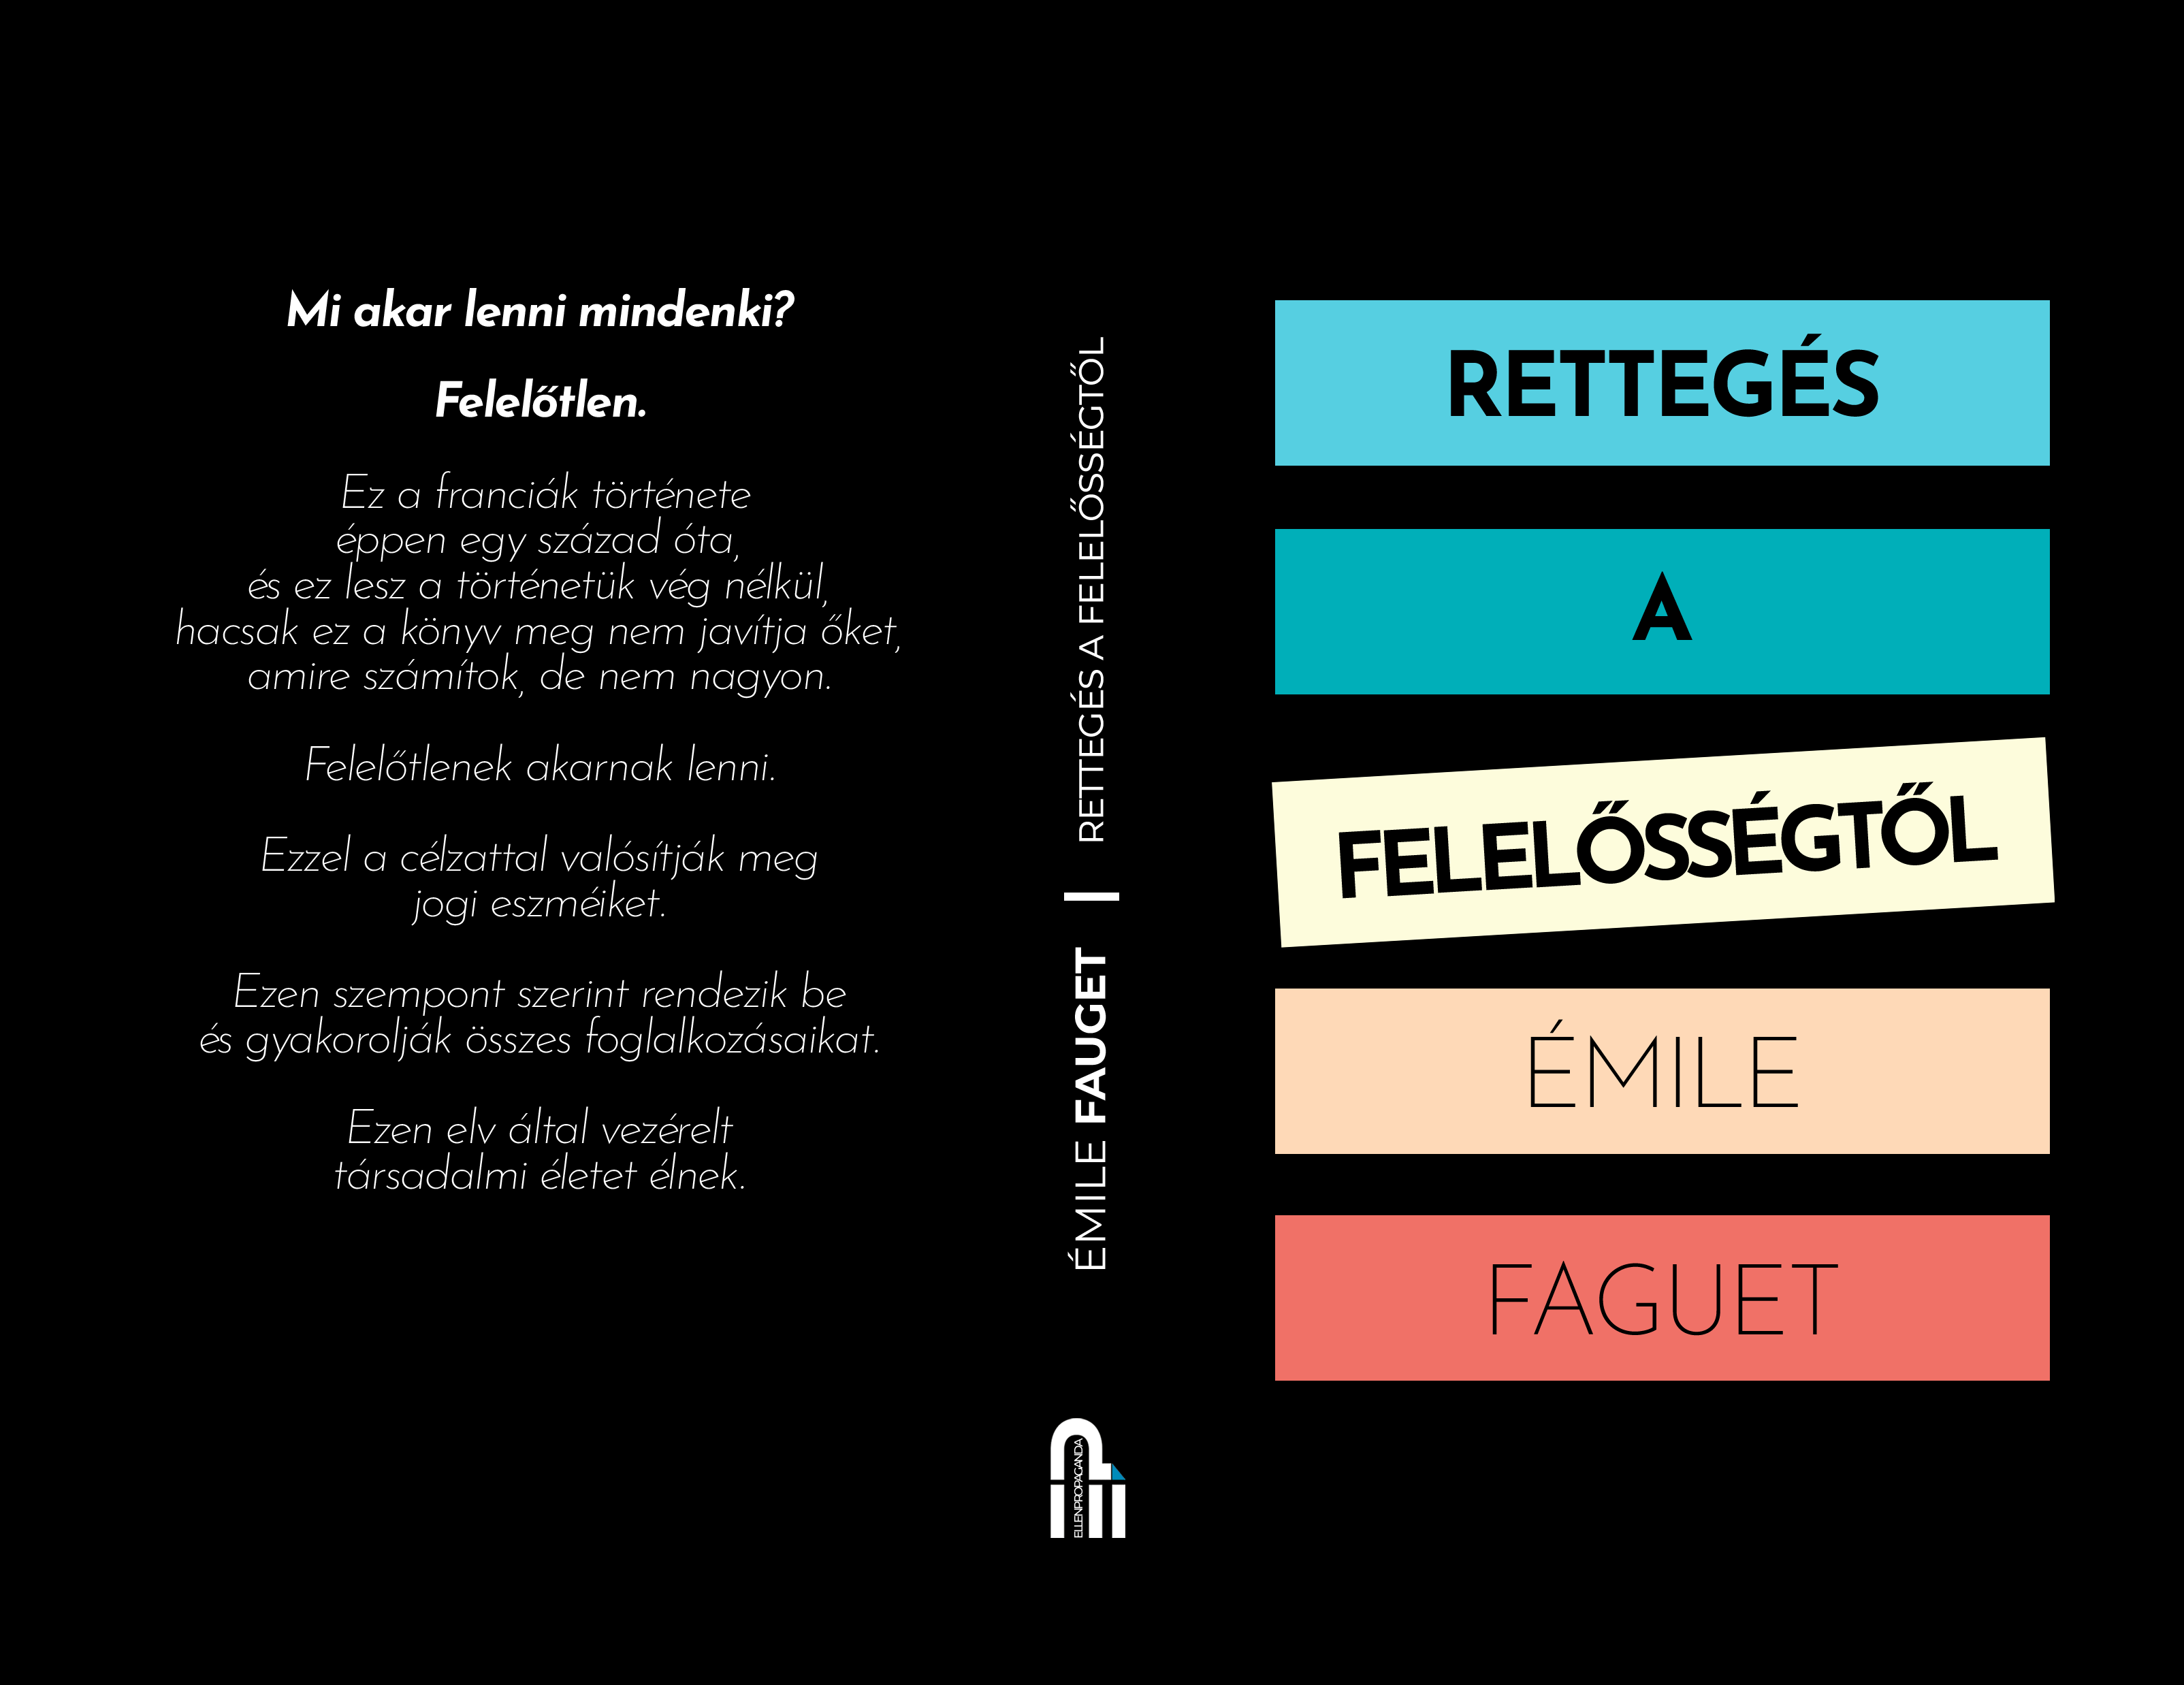 Mi akar lenni mindenki?
Felelőtlen.
Ez a franciák története
éppen egy század óta,
és ez lesz a történetük vég nélkül,
hacsak ez a könyv meg nem javítja őket,
amire számítok, de nem nagyon.
Felelőtlenek akarnak lenni.
Ezzel a célzattal valósítják meg
jogi eszméiket.
Ezen szempont szerint rendezik be
és gyakorolják összes foglalkozásaikat.
Ezen elv által vezérelt
társadalmi életet élnek.
ÉMILE FAUGET | RETTEGÉS A FELELŐSSÉGTŐL
ELLENPROPAGANDA
RETTEGÉS
A
FELELŐSSÉGTŐL
ÉMILE
FAGUET